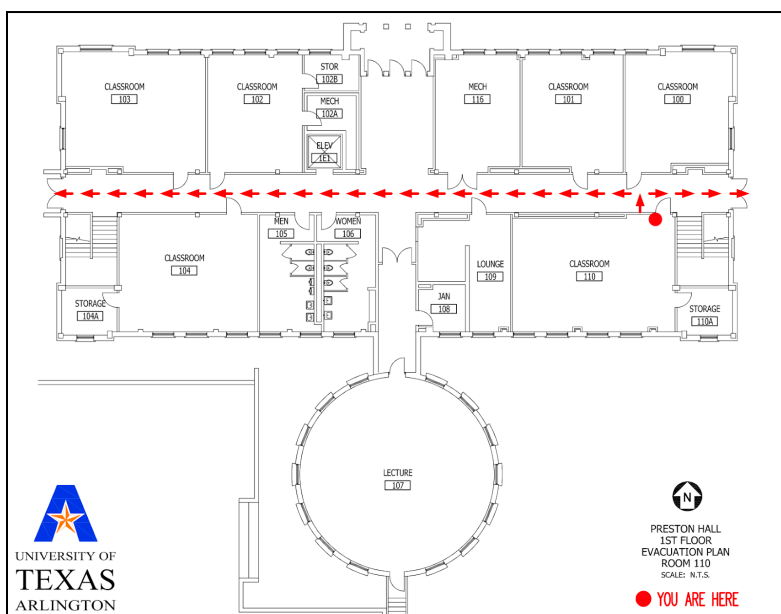 STOR
102B
CLASSROOM
103
CLASSROOM
102
MECH
102A
ELEV
1E1
MECH
116
CLASSROOM
101
CLASSROOM
100
MEN
105
WOMEN
106
CLASSROOM
104
STORAGE
104A
LOUNGE
109
CLASSROOM
110
JAN
108
STORAGE
110A
LECTURE
107
N
PRESTON HALL
1ST FLOOR
EVACUATION PLAN
ROOM 110
SCALE: N.T.S.
YOU ARE HERE
UNIVERSITY OF
TEXAS
ARLINGTON